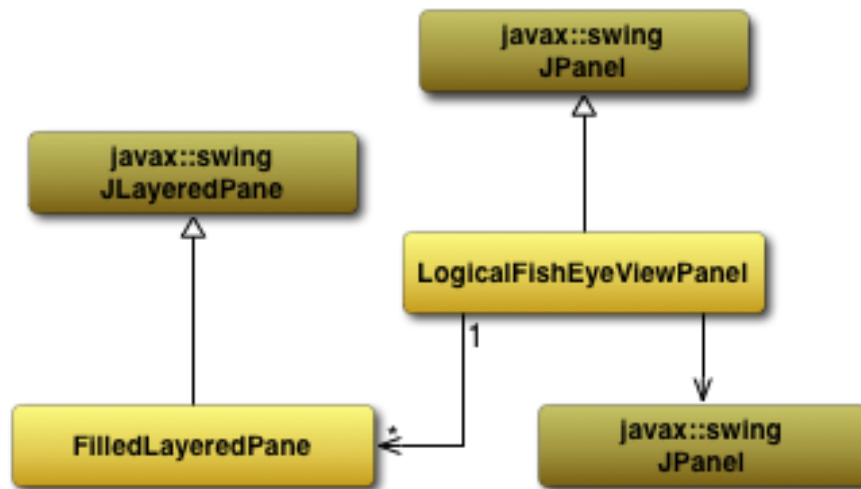 javax::swing
JPanel
javax::swing
JLayeredPane
LogicalFishEyeViewPanel
1
*
FilledLayeredPane
javax::swing
JPanel